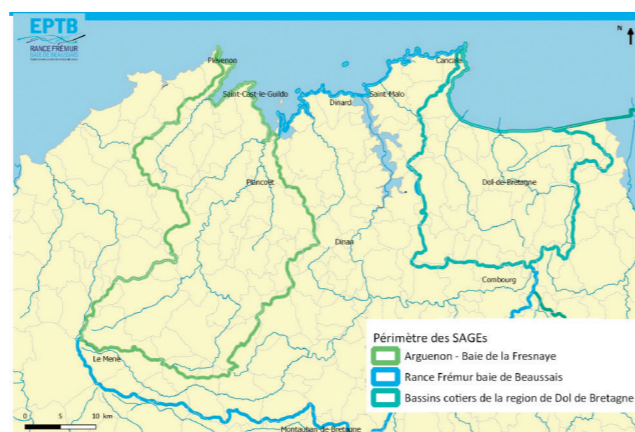 EPTB
RANCE FRÉMUR
BAIE DE BEAUSSAIS
N
Plévenon
Cancale
Saint-Cast-le-Guildo
Saint-Malo
Dinard
Plancoët
Dol-de-Bretagne
Dinan
Combourg
Le Mené
Montauban de Bretagne
Périmètre des SAGEs
Arguenon - Baie de la Fresnaye
Rance Frémur baie de Beaussais
Bassins cotiers de la region de Dol de Bretagne
0 5 10 km